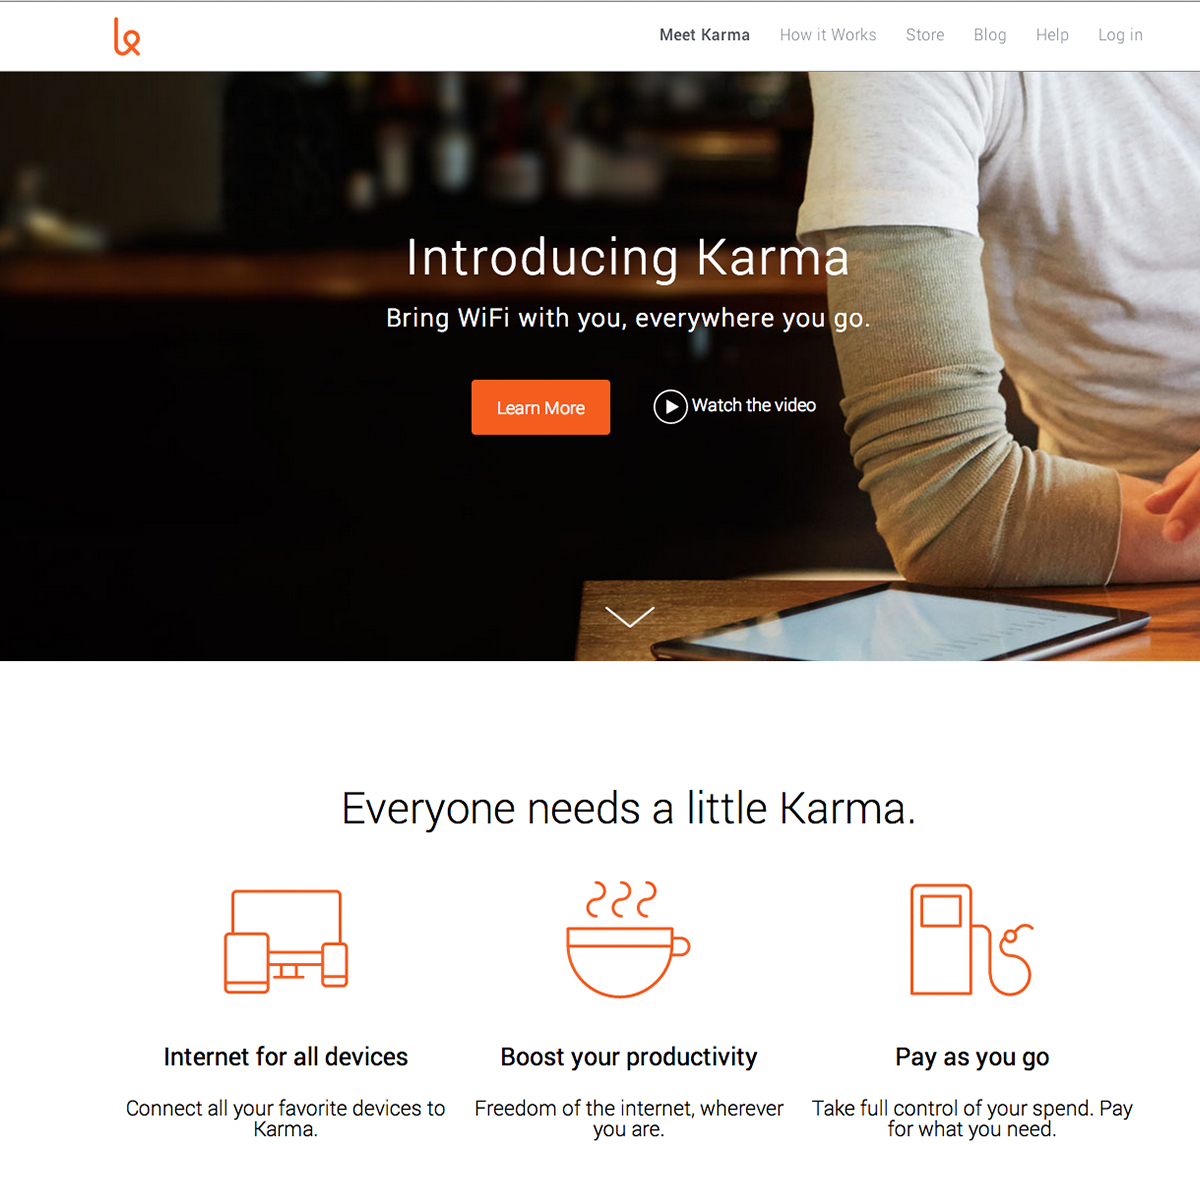 Meet Karma How it Works Store Blog Help Log in
Introducing Karma
Bring WiFi with you, everywhere you go.
Learn More
Watch the video
Everyone needs a little Karma.
Internet for all devices
Connect all your favorite devices to
Karma.
Boost your productivity
Freedom of the internet, wherever
you are.
Pay as you go
Take full control of your spend. Pay
for what you need.